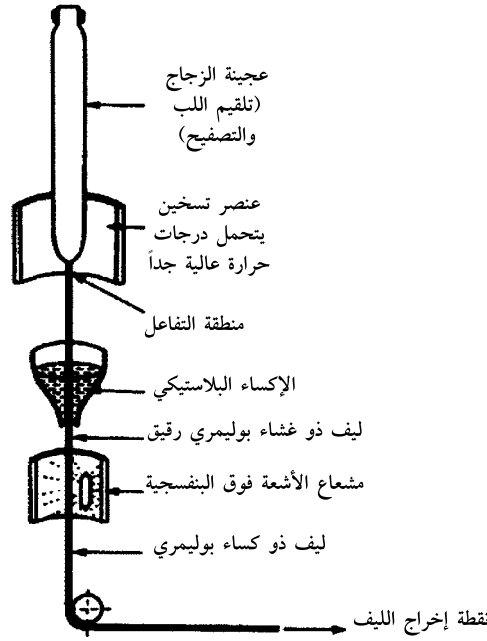 عجينة الزجاج
(تلقيم اللب
والتصفيح)
عنصر تسخين
يتحمل درجات
حرارة عالية جداً
منطقة التفاعل
الإكساء البلاستيكي
ليف ذو غشاء بوليمري رقيق
مشعاع الأشعة فوق البنفسجية
ليف ذو كساء بوليمري
نقطة إخراج الليف